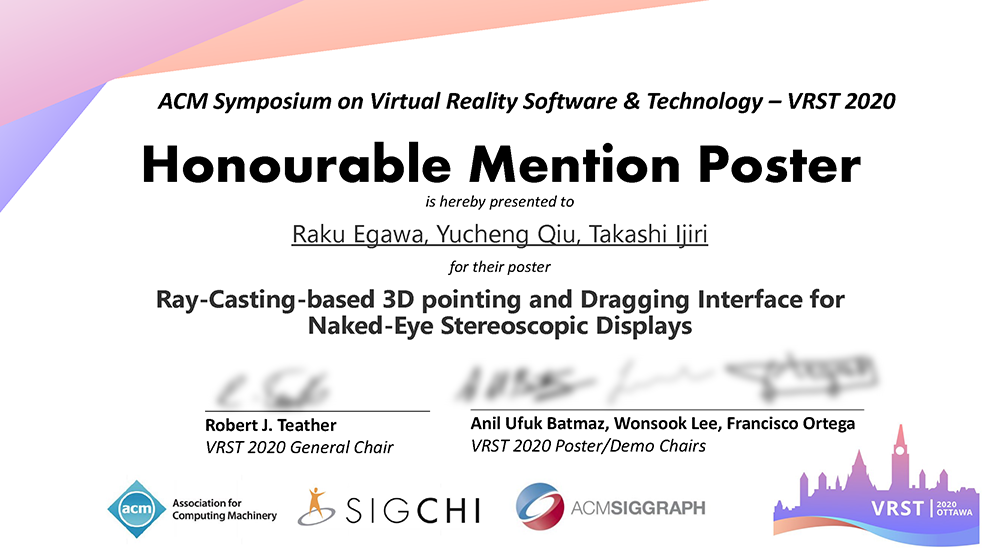 ACM Symposium on Virtual Reality Software & Technology – VRST 2020
Honourable Mention Poster
is hereby presented to
Raku Egawa, Yucheng Qiu, Takashi Ijiri
for their poster
Ray-Casting-based 3D pointing and Dragging Interface for
Naked-Eye Stereoscopic Displays
Robert J. Teather
VRST 2020 General Chair
Anil Ufuk Batmaz, Wonsook Lee, Francisco Ortega
VRST 2020 Poster/Demo Chairs
acm
Association for
Computing Machinery
SIGCHI
ACMSIGGRAPH
VRST
2020
OTTAWA